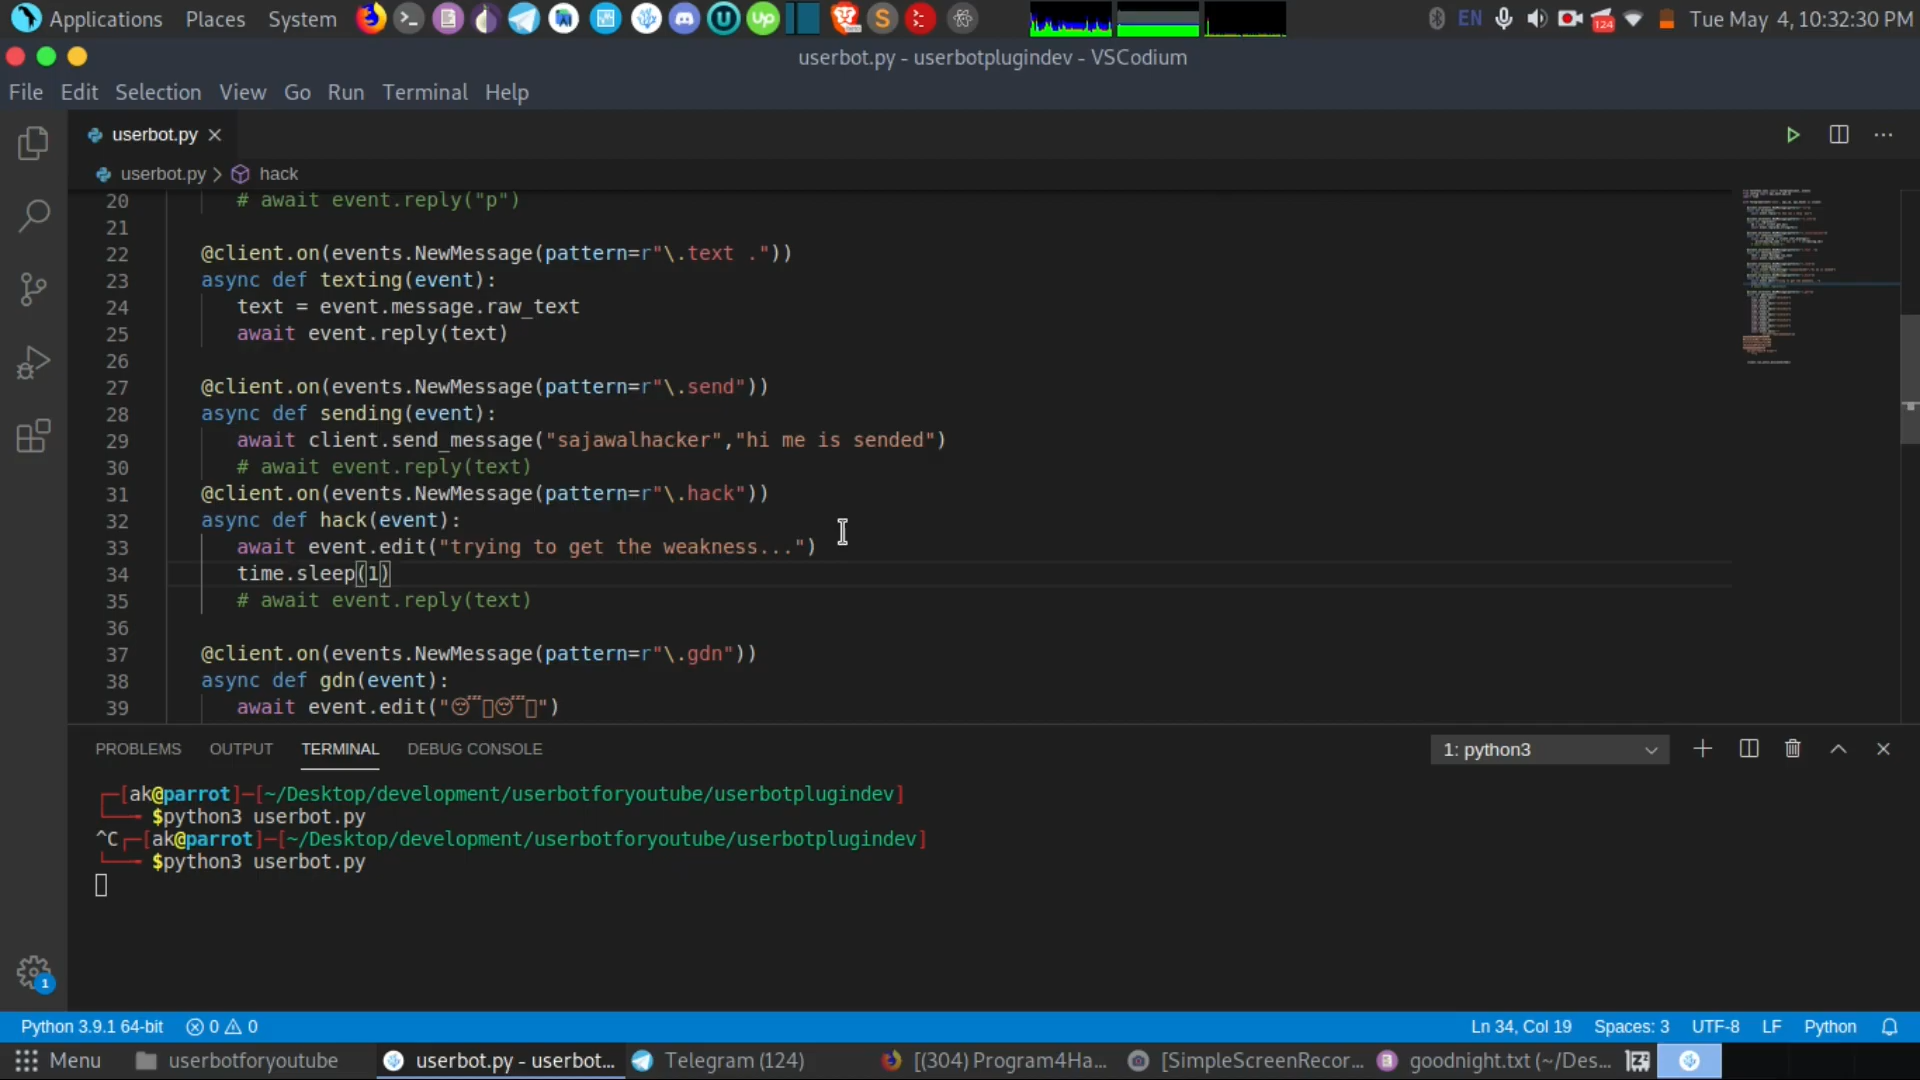 Applications Places System EN 124 Tue May 4, 10:32:30 PM
userbot.py - userbotplugindev - VSCodium
File Edit Selection View Go Run Terminal Help
userbot.py
userbot.py > hack
20 # await event.reply("p")
21
22 @client.on(events.NewMessage(pattern=r"\.text ."))
23 async def texting(event):
24 text = event.message.raw_text
25 await event.reply(text)
26
27 @client.on(events.NewMessage(pattern=r"\.send"))
28 async def sending(event):
29 await client.send_message("sajawalhacker","hi me is sended")
30 # await event.reply(text)
31 @client.on(events.NewMessage(pattern=r"\.hack"))
32 async def hack(event):
33 await event.edit("trying to get the weakness...")
34 time.sleep(1)
35 # await event.reply(text)
36
37 @client.on(events.NewMessage(pattern=r"\.gdn"))
38 async def gdn(event):
39 await event.edit("😴▯😴▯")
PROBLEMS OUTPUT TERMINAL DEBUG CONSOLE 1: python3
┌─[ak@parrot]─[~/Desktop/development/userbotforyoutube/userbotplugindev]
└──╼ $python3 userbot.py
^C┌─[ak@parrot]─[~/Desktop/development/userbotforyoutube/userbotplugindev]
└──╼ $python3 userbot.py
1
Python 3.9.1 64-bit 0 0 Ln 34, Col 19 Spaces: 3 UTF-8 LF Python
Menu userbotforyoutube userbot.py - userbot... Telegram (124) [(304) Program4Ha... [SimpleScreenRecor... goodnight.txt (~/Des...